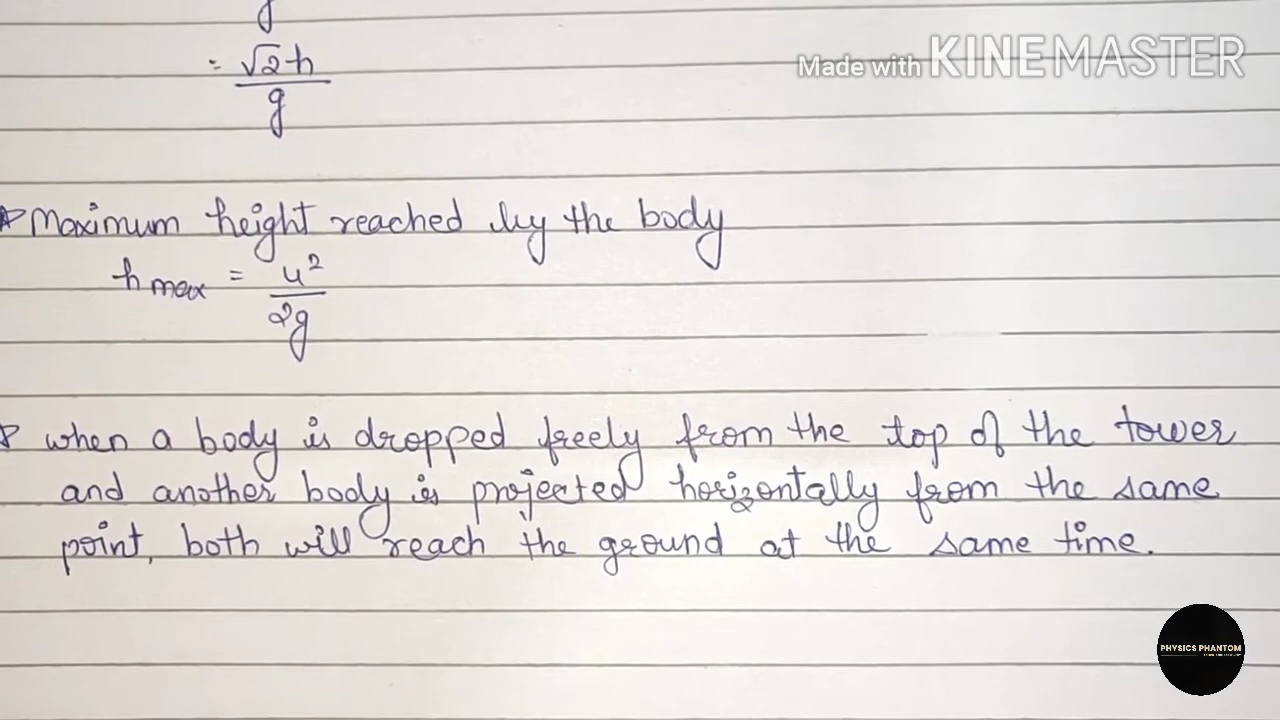 g
= √2h
g
Made with KINEMASTER
Maximum height reached by the body
h max = u²
2g
when a body is dropped freely from the top of the tower
and another body is projected horizontally from the same
point, both will reach the ground at the same time.
PHYSICS PHANTOM